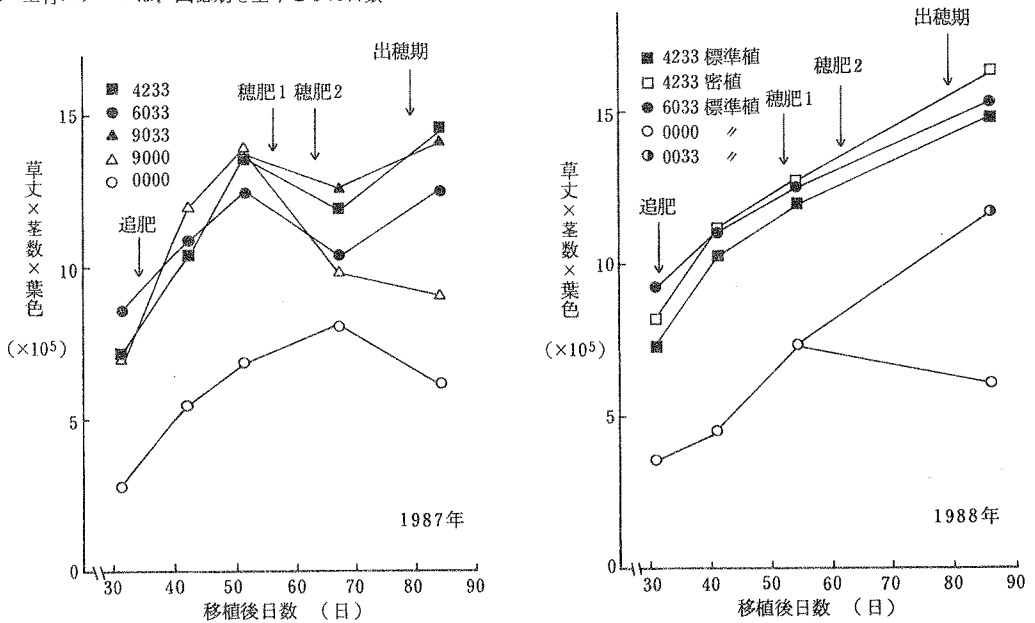 4233
6033
9033
9000
0000
追肥
穂肥1 穂肥2
出穂期
草丈×茎数×葉色
(×10⁵)
15
10
5
0
30 40 50 60 70 80 90
移植後日数 (日)
1987年
4233 標準植
4233 密植
6033 標準植
0000 〃
0033 〃
追肥
穂肥1
穂肥2
出穂期
草丈×茎数×葉色
(×10⁵)
15
10
5
0
30 40 50 60 70 80 90
移植後日数 (日)
1988年